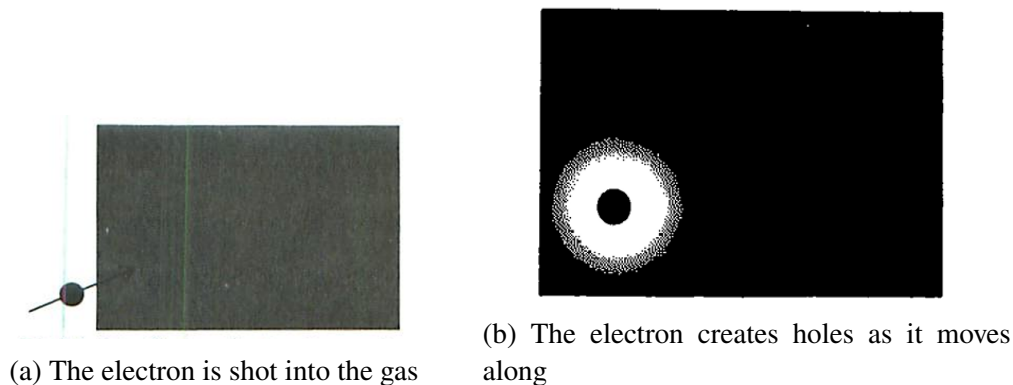 (a) The electron is shot into the gas
(b) The electron creates holes as it moves
along